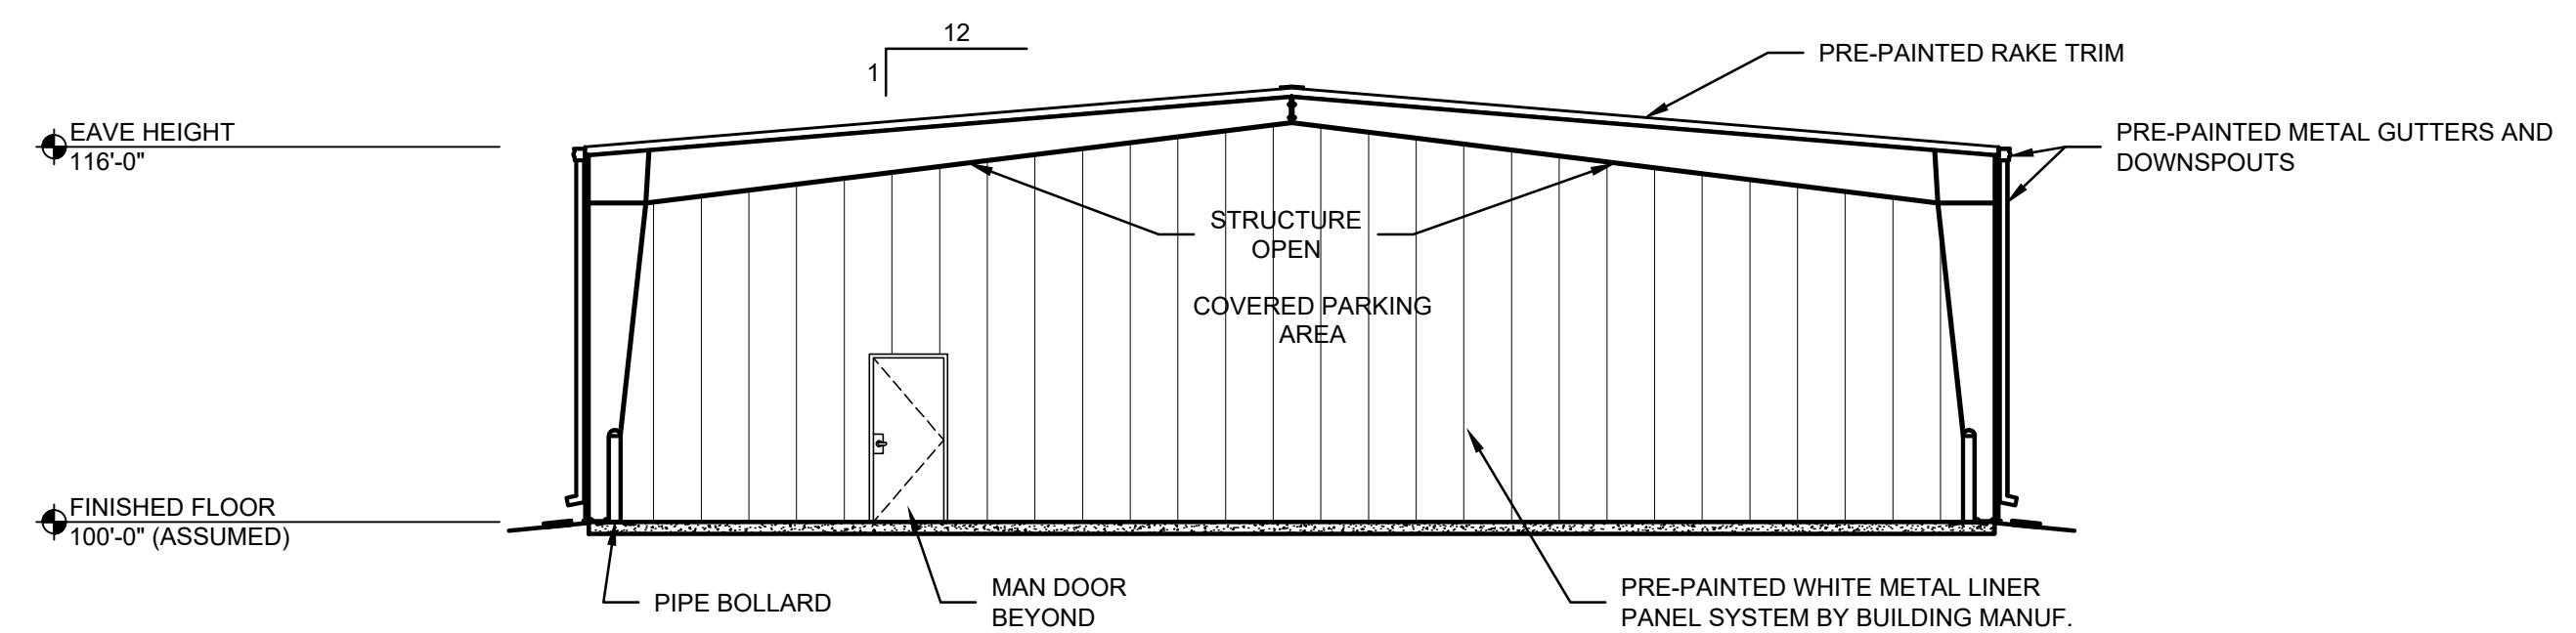 12
1
PRE-PAINTED RAKE TRIM
EAVE HEIGHT
116'-0"
PRE-PAINTED METAL GUTTERS AND
DOWNSPOUTS
STRUCTURE
OPEN
COVERED PARKING
AREA
FINISHED FLOOR
100'-0" (ASSUMED)
PIPE BOLLARD
MAN DOOR
BEYOND
PRE-PAINTED WHITE METAL LINER
PANEL SYSTEM BY BUILDING MANUF.